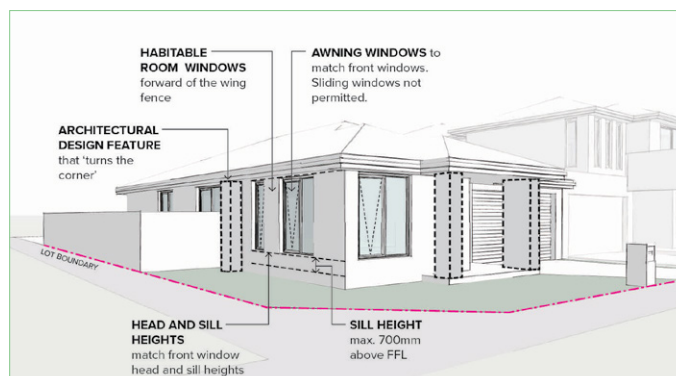 HABITABLE
ROOM WINDOWS
forward of the wing
fence
AWNING WINDOWS to
match front windows.
Sliding windows not
permitted.
ARCHITECTURAL
DESIGN FEATURE
that ‘turns the
corner’
LOT BOUNDARY
HEAD AND SILL
HEIGHTS
match front window
head and sill heights
SILL HEIGHT
max. 700mm
above FFL